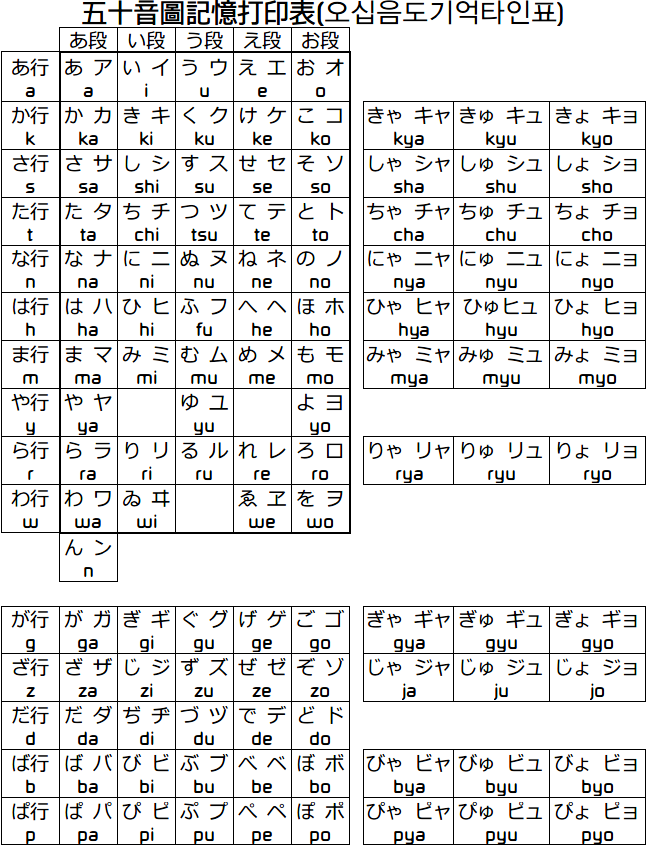 五十音圖記憶打印表(오십음도기억타인표)
あ段 い段 う段 え段 お段
あ行 あ ア い イ う ウ え エ お オ
a a i u e o
か行 か カ き キ く ク け ケ こ コ きゃ キャ きゅ キュ きょ キョ
k ka ki ku ke ko kya kyu kyo
さ行 さ サ し シ す ス せ セ そ ソ しゃ シャ しゅ シュ しょ ショ
s sa shi su se so sha shu sho
た行 た タ ち チ つ ツ て テ と ト ちゃ チャ ちゅ チュ ちょ チョ
t ta chi tsu te to cha chu cho
な行 な ナ に ニ ぬ ヌ ね ネ の ノ にゃ ニャ にゅ ニュ にょ ニョ
n na ni nu ne no nya nyu nyo
は行 は ハ ひ ヒ ふ フ へ ヘ ほ ホ ひゃ ヒャ ひゅヒュ ひょ ヒョ
h ha hi fu he ho hya hyu hyo
ま行 ま マ み ミ む ム め メ も モ みゃ ミャ みゅ ミュ みょ ミョ
m ma mi mu me mo mya myu myo
や行 や ヤ ゆ ユ よ ヨ
y ya yu yo
ら行 ら ラ り リ る ル れ レ ろ ロ りゃ リャ りゅ リュ りょ リョ
r ra ri ru re ro rya ryu ryo
わ行 わ ワ ゐ ヰ ゑ ヱ を ヲ
w wa wi we wo
ん ン
n
が行 が ガ ぎ ギ ぐ グ げ ゲ ご ゴ ぎゃ ギャ ぎゅ ギュ ぎょ ギョ
g ga gi gu ge go gya gyu gyo
ざ行 ざ ザ じ ジ ず ズ ぜ ゼ ぞ ゾ じゃ ジャ じゅ ジュ じょ ジョ
z za zi zu ze zo ja ju jo
だ行 だ ダ ぢ ヂ づ ヅ で デ ど ド
d da di du de do
ば行 ば バ び ビ ぶ ブ べ ベ ぼ ボ びゃ ビャ びゅ ビュ びょ ビョ
b ba bi bu be bo bya byu byo
ぱ行 ぱ パ ぴ ピ ぷ プ ぺ ペ ぽ ポ ぴゃ ピャ ぴゅ ピュ ぴょ ピョ
p pa pi pu pe po pya pyu pyo